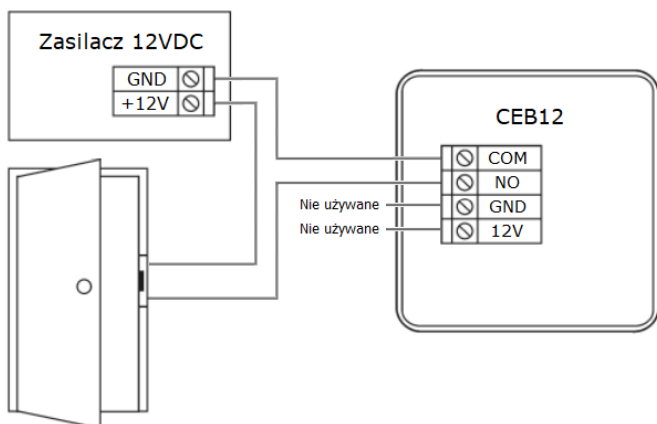 Zasilacz 12VDC
GND
+12V
CEB12
COM
NO
Nie używane
GND
Nie używane
12V